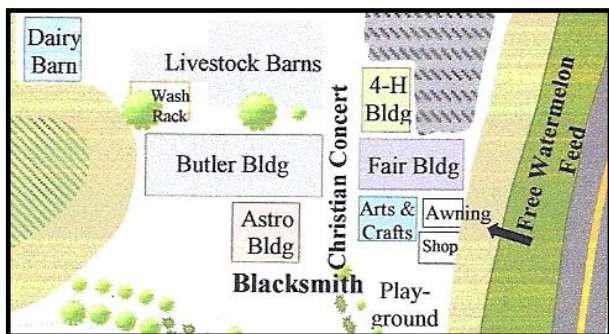 Dairy
Barn
Livestock Barns
Wash
Rack
4-H
Bldg
Christian Concert
Butler Bldg
Fair Bldg
Free Watermelon
Feed
Astro
Bldg
Arts &
Crafts
Awning
Shop
Blacksmith
Play-
ground